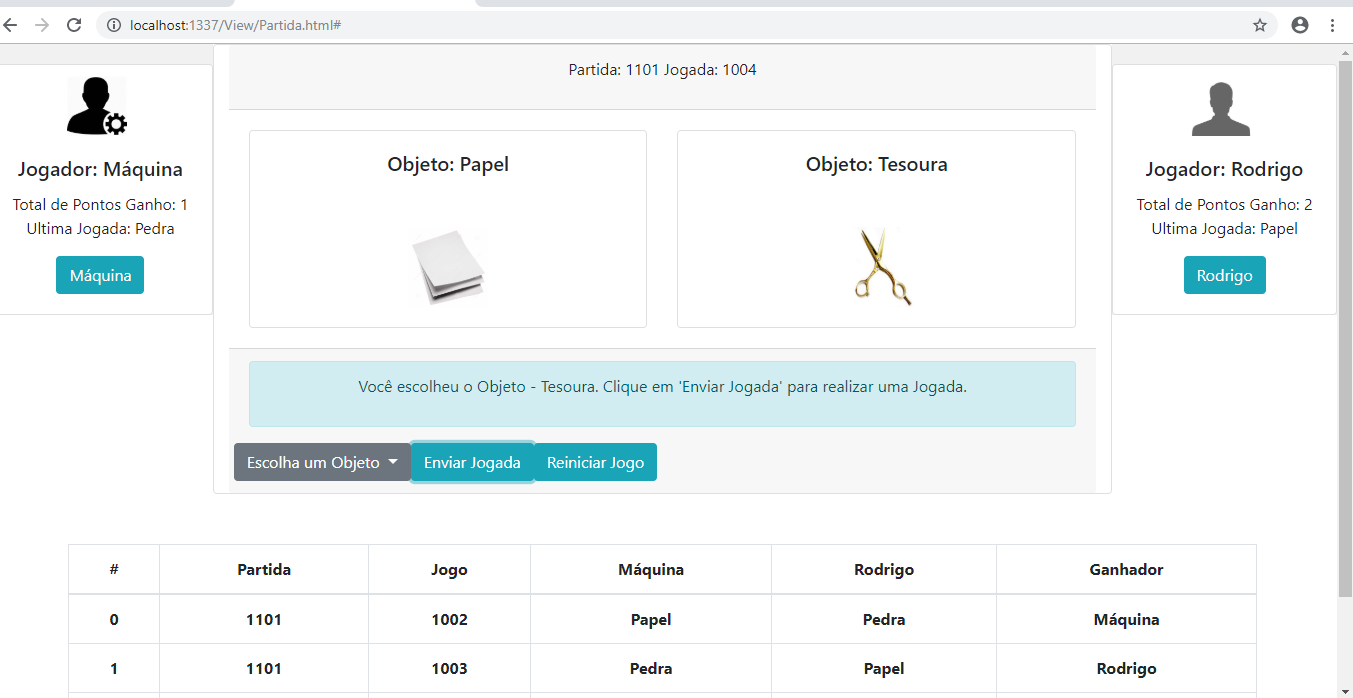 localhost:1337/View/Partida.html#
Partida: 1101 Jogada: 1004
Jogador: Máquina
Total de Pontos Ganho: 1
Ultima Jogada: Pedra
Máquina
Objeto: Papel
Objeto: Tesoura
Jogador: Rodrigo
Total de Pontos Ganho: 2
Ultima Jogada: Papel
Rodrigo
Você escolheu o Objeto - Tesoura. Clique em 'Enviar Jogada' para realizar uma Jogada.
Escolha um Objeto Enviar Jogada Reiniciar Jogo
# Partida Jogo Máquina Rodrigo Ganhador
0 1101 1002 Papel Pedra Máquina
1 1101 1003 Pedra Papel Rodrigo